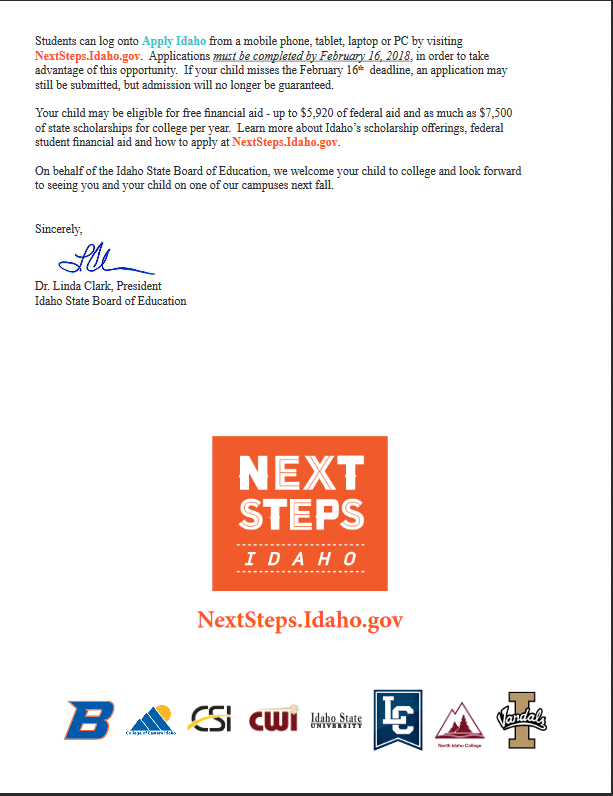 Students can log onto Apply Idaho from a mobile phone, tablet, laptop or PC by visiting
NextSteps.Idaho.gov.  Applications must be completed by February 16, 2018, in order to take
advantage of this opportunity.  If your child misses the February 16th  deadline, an application may
still be submitted, but admission will no longer be guaranteed.
Your child may be eligible for free financial aid - up to $5,920 of federal aid and as much as $7,500
of state scholarships for college per year.  Learn more about Idaho’s scholarship offerings, federal
student financial aid and how to apply at NextSteps.Idaho.gov.
On behalf of the Idaho State Board of Education, we welcome your child to college and look forward
to seeing you and your child on one of our campuses next fall.
Sincerely,
Dr. Linda Clark, President
Idaho State Board of Education
NEXT
STEPS
IDAHO
NextSteps.Idaho.gov
B
College of Eastern Idaho
CSI
CWI
Idaho State
UNIVERSITY
LC
North Idaho College
I
Vandals